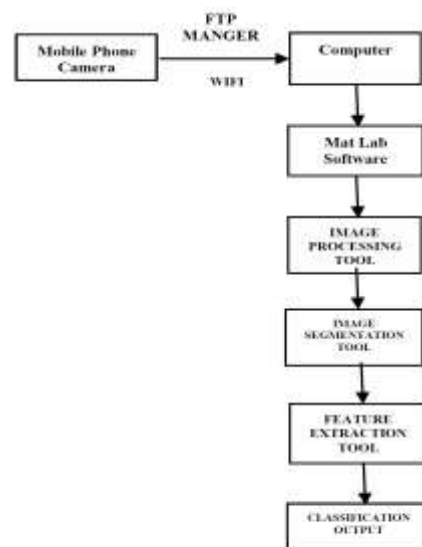 FTP
MANGER
Mobile Phone
Camera
WIFI
Computer
Mat Lab
Software
IMAGE
PROCESSING
TOOL
IMAGE
SEGMENTATION
TOOL
FEATURE
EXTRACTION
TOOL
CLASSIFICATION
OUTPUT